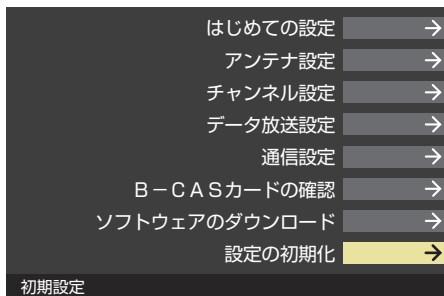 はじめての設定
アンテナ設定
チャンネル設定
データ放送設定
通信設定
Ｂ－ＣＡＳカードの確認
ソフトウェアのダウンロード
設定の初期化
初期設定